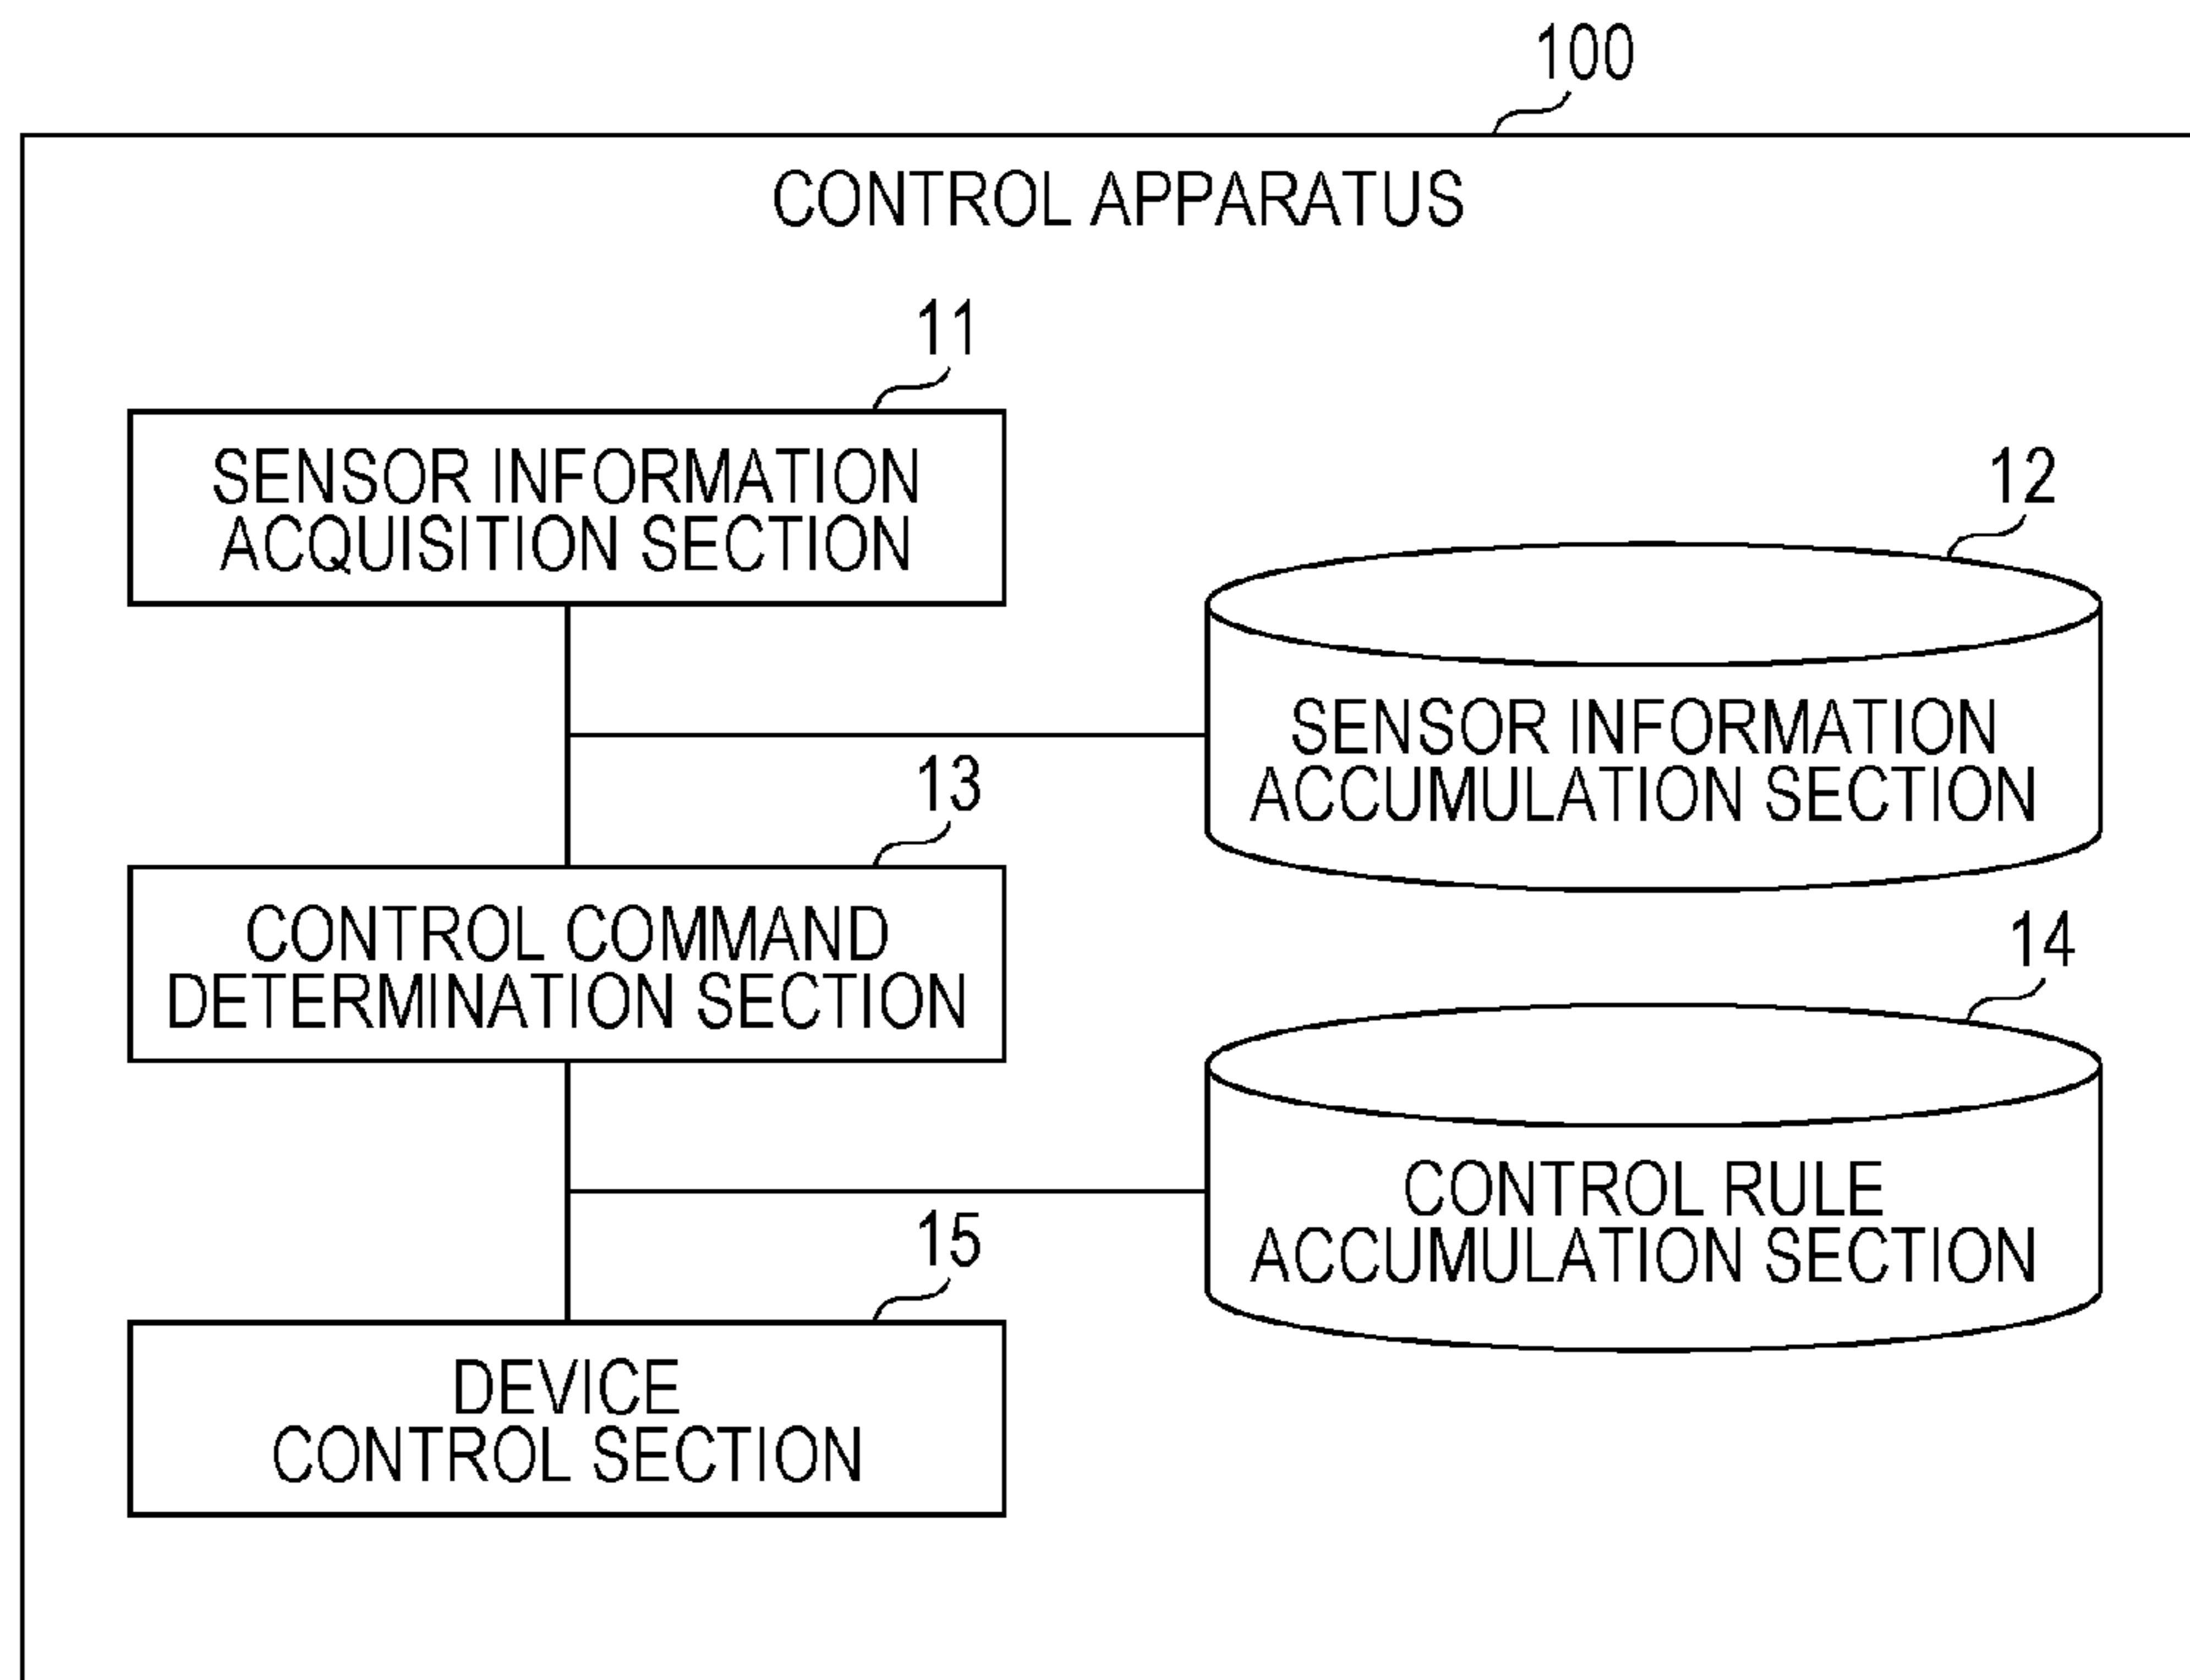 100
CONTROL APPARATUS
11
SENSOR INFORMATION
ACQUISITION SECTION
12
SENSOR INFORMATION
ACCUMULATION SECTION
13
CONTROL COMMAND
DETERMINATION SECTION
14
CONTROL RULE
ACCUMULATION SECTION
15
DEVICE
CONTROL SECTION